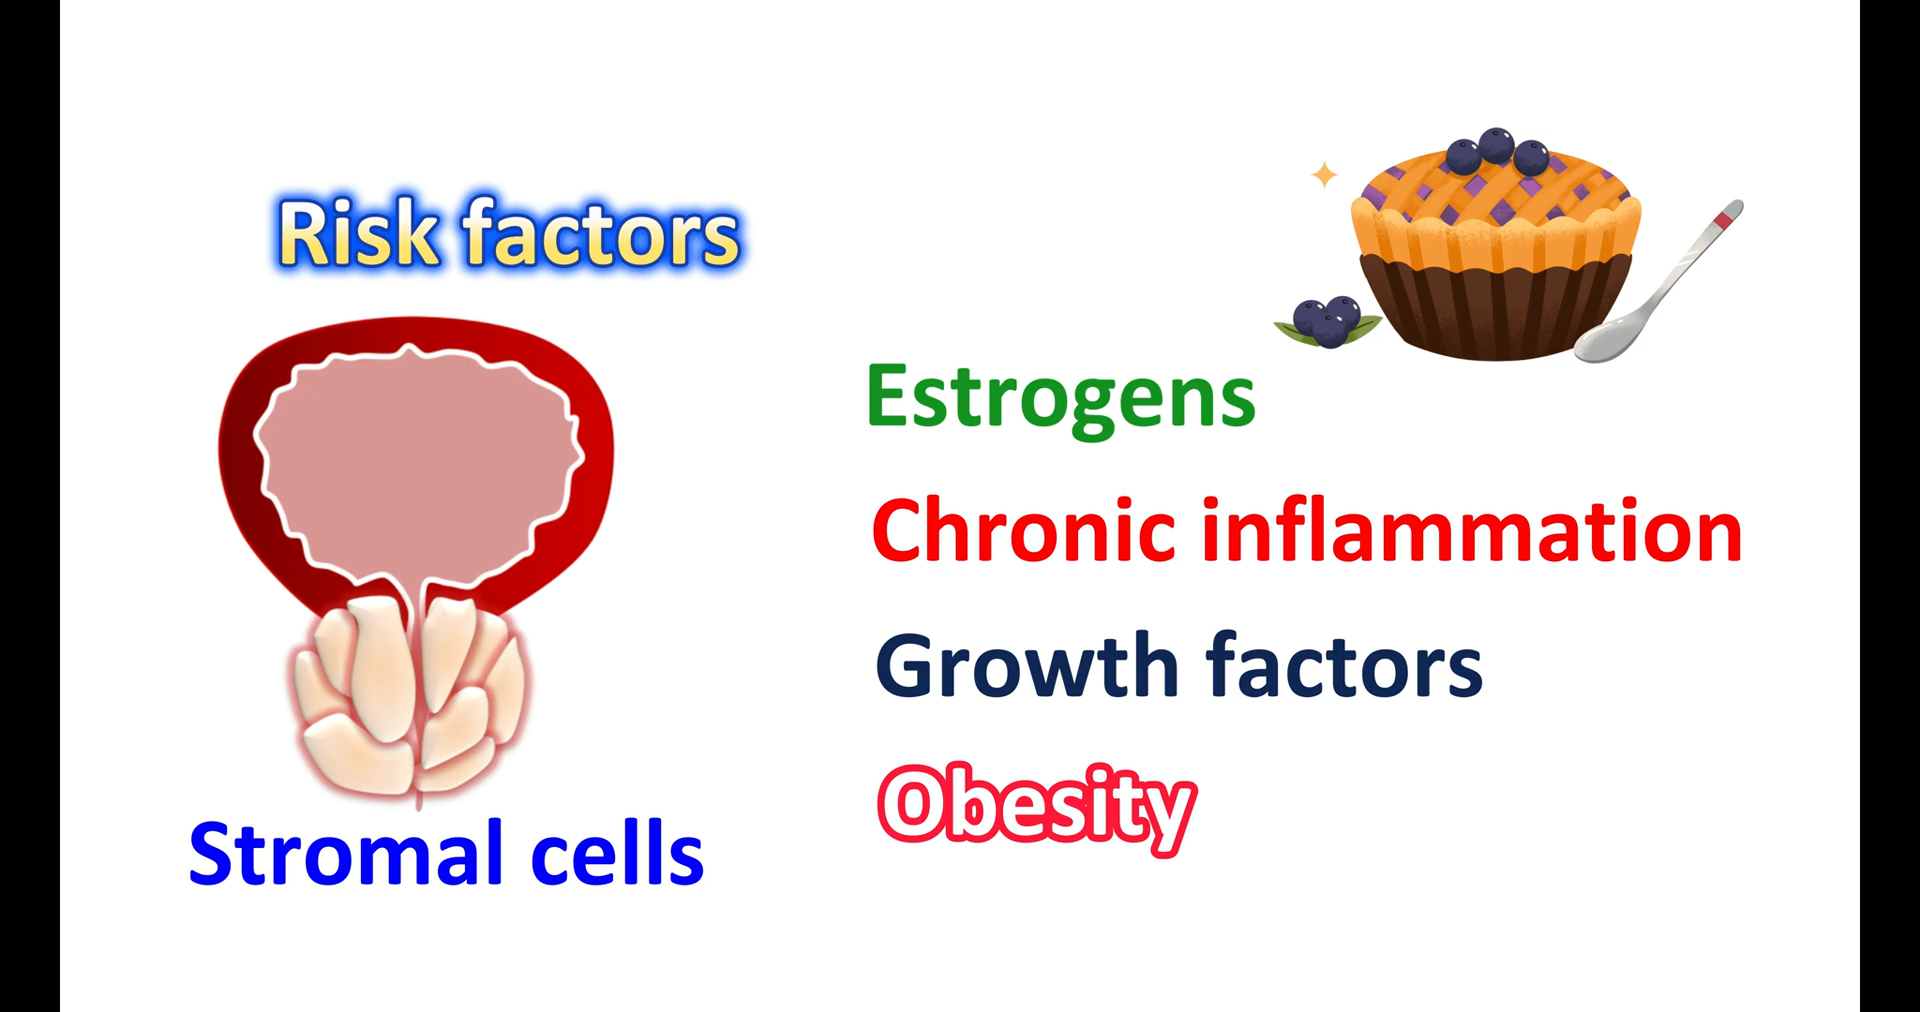 Risk factors
Estrogens
Chronic inflammation
Growth factors
Obesity
Stromal cells